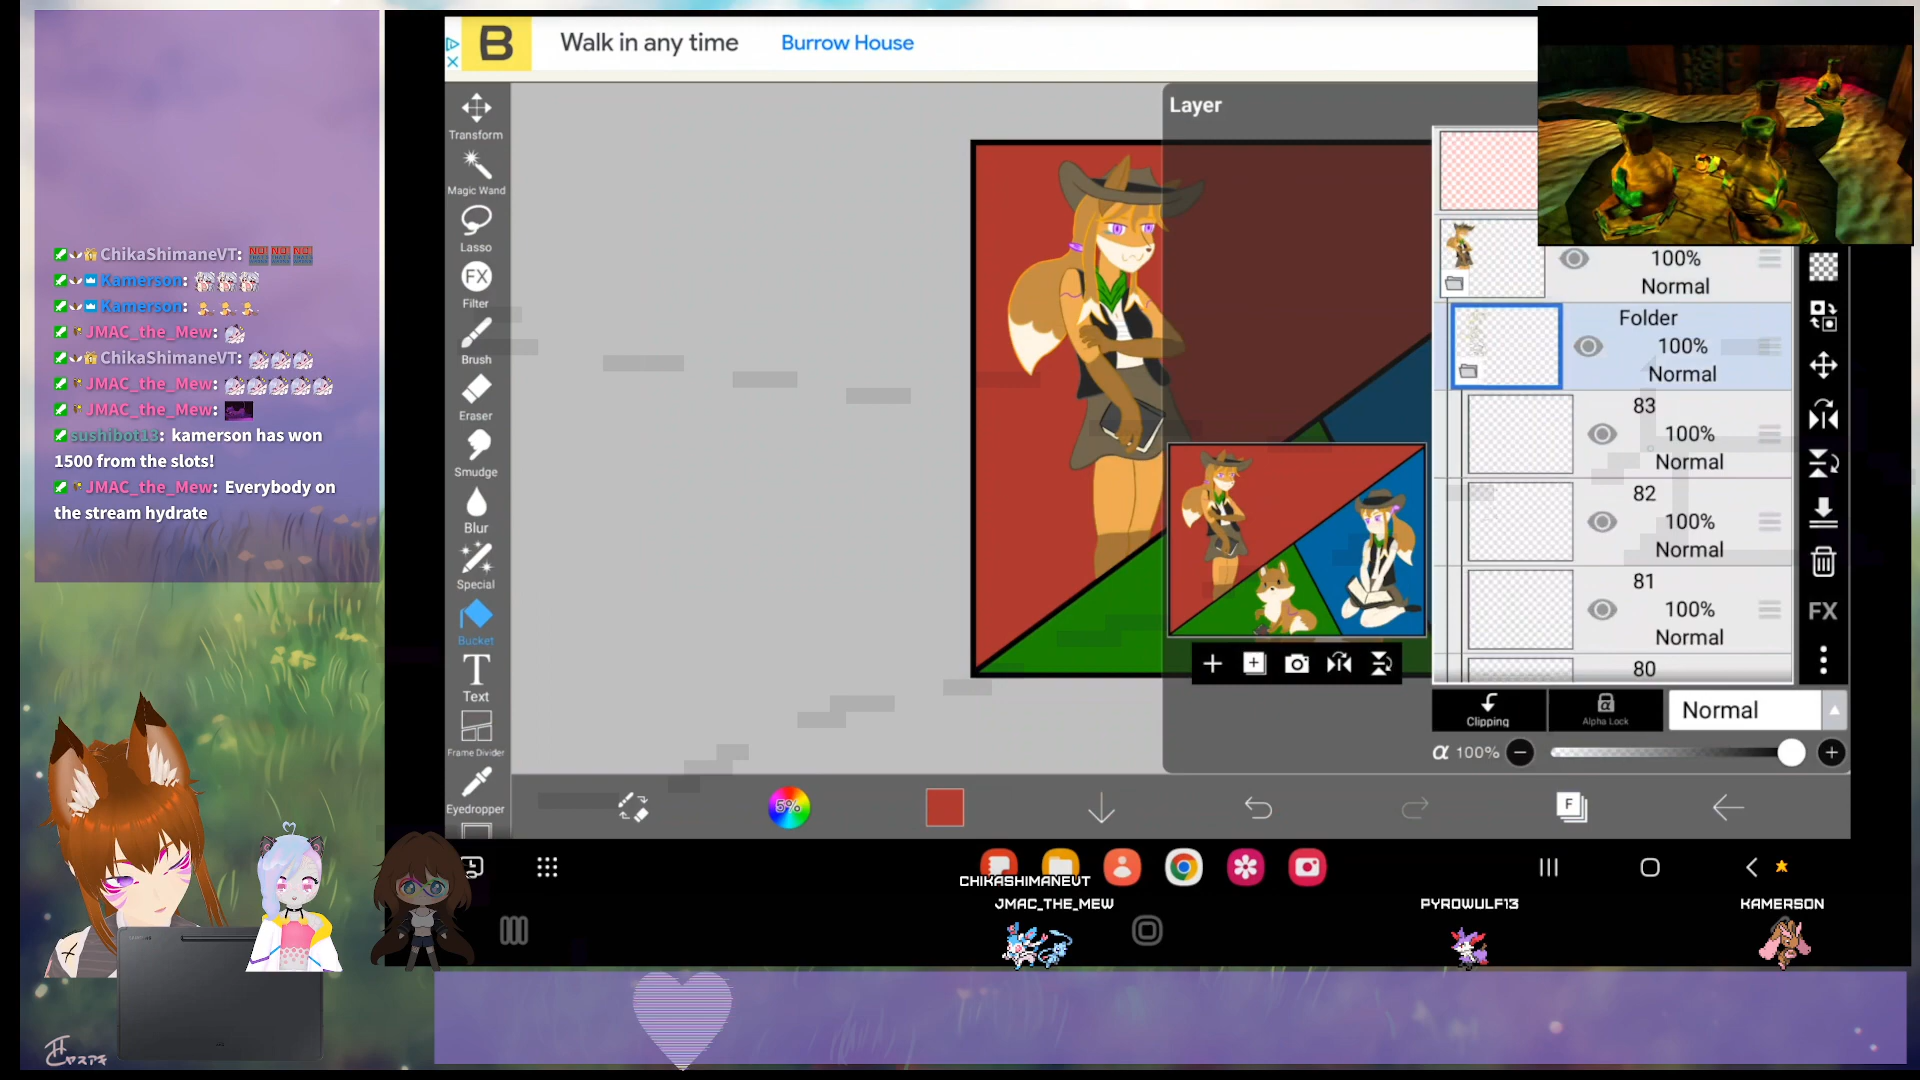 B
Walk in any time
Burrow House
ChikaShimaneVT:
Kamerson:
Kamerson:
JMAC_the_Mew:
ChikaShimaneVT:
JMAC_the_Mew:
JMAC_the_Mew:
sushibot13: kamerson has won
1500 from the slots!
JMAC_the_Mew: Everybody on
the stream hydrate
Transform
Magic Wand
Lasso
FX
Filter
Brush
Eraser
Smudge
Blur
Special
Bucket
T
Text
Frame Divider
Eyedropper
Layer
100%
Normal
Folder
100%
Normal
83
100%
Normal
82
100%
Normal
81
100%
Normal
80
FX
Clipping
Alpha Lock
Normal
α 100%
5%
F
CHIKASHIMANEVT
JMAC_THE_MEW
PYROWULF13
KAMERSON